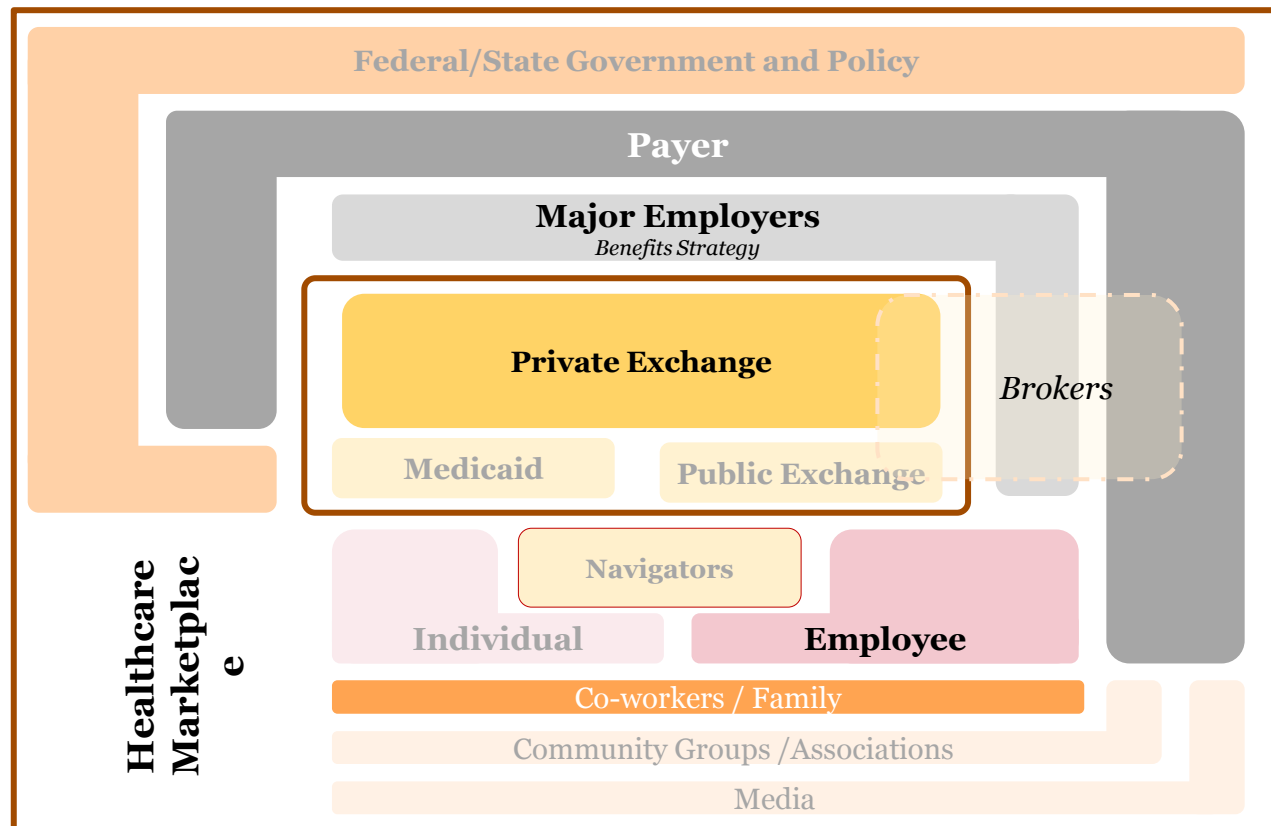 Federal/State Government and Policy
Payer
Major Employers
Benefits Strategy
Private Exchange
Brokers
Medicaid
Public Exchange
Navigators
Individual
Employee
Healthcare
Marketplac
e
Co-workers / Family
Community Groups /Associations
Media